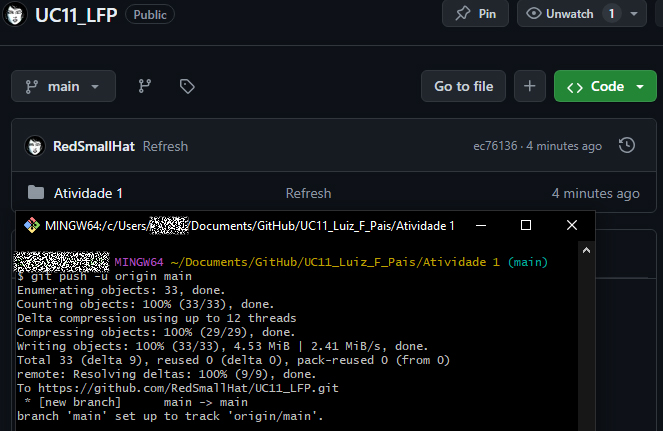 UC11_LFP Public Pin Unwatch 1
main Go to file + Code
RedSmallHat Refresh ec76136 · 4 minutes ago
Atividade 1 Refresh 4 minutes ago
MINGW64:/c/Users/ /Documents/GitHub/UC11_Luiz_F_Pais/Atividade 1
MINGW64 ~/Documents/GitHub/UC11_Luiz_F_Pais/Atividade 1 (main)
$ git push -u origin main
Enumerating objects: 33, done.
Counting objects: 100% (33/33), done.
Delta compression using up to 12 threads
Compressing objects: 100% (29/29), done.
Writing objects: 100% (33/33), 4.53 MiB | 2.41 MiB/s, done.
Total 33 (delta 9), reused 0 (delta 0), pack-reused 0 (from 0)
remote: Resolving deltas: 100% (9/9), done.
To https://github.com/RedSmallHat/UC11_LFP.git
 * [new branch]      main -> main
branch 'main' set up to track 'origin/main'.